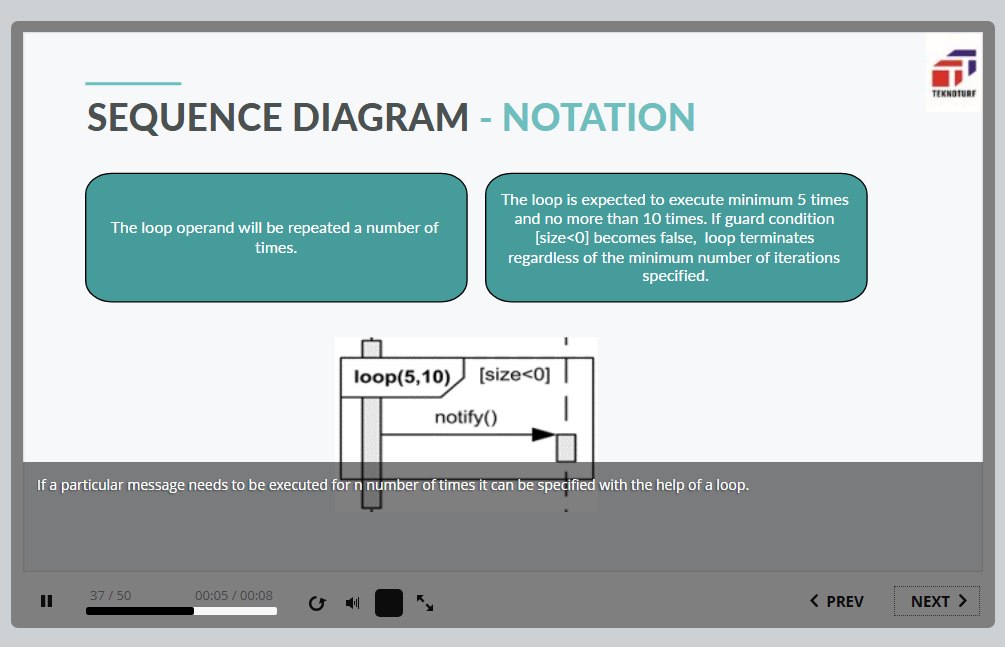 TEKNOTURF
SEQUENCE DIAGRAM - NOTATION
The loop operand will be repeated a number of
times.
The loop is expected to execute minimum 5 times
and no more than 10 times. If guard condition
[size<0] becomes false,  loop terminates
regardless of the minimum number of iterations
specified.
loop(5,10)
[size<0]
notify()
If a particular message needs to be executed for n number of times it can be specified with the help of a loop.
37 / 50
00:05 / 00:08
PREV
NEXT